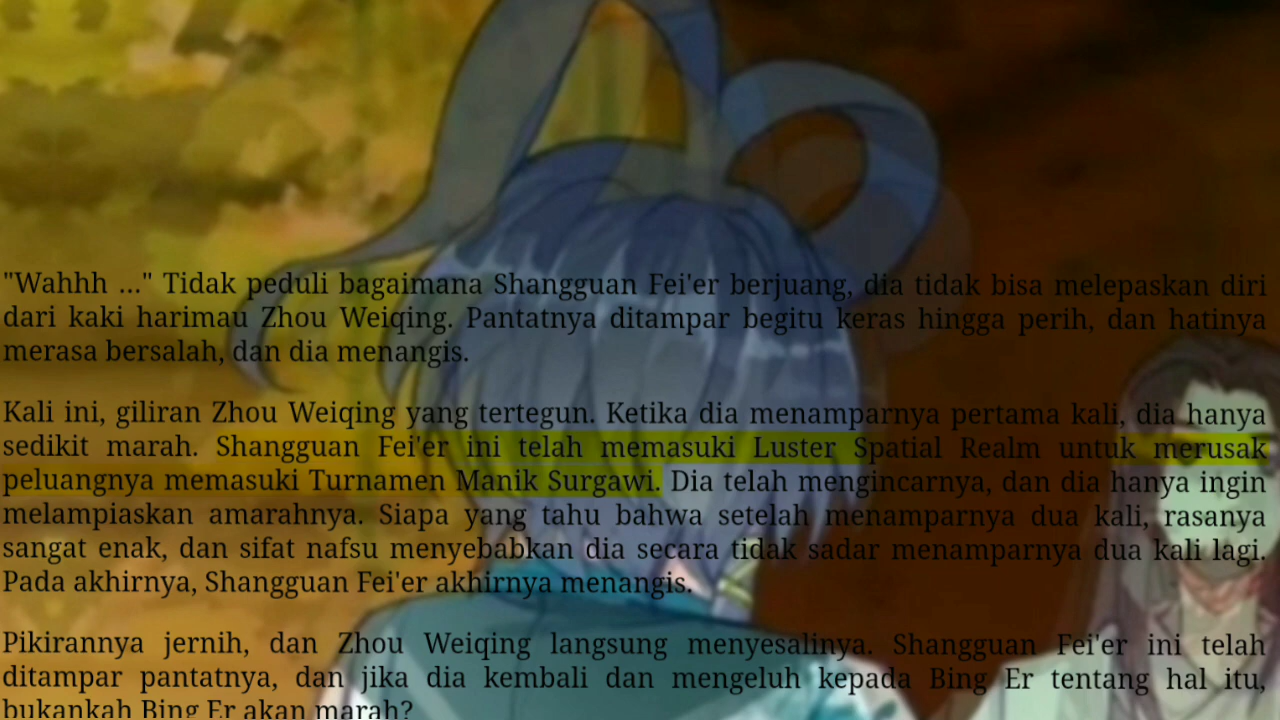 "Wahhh ..." Tidak peduli bagaimana Shangguan Fei'er berjuang, dia tidak bisa melepaskan diri
dari kaki harimau Zhou Weiqing. Pantatnya ditampar begitu keras hingga perih, dan hatinya
merasa bersalah, dan dia menangis.
Kali ini, giliran Zhou Weiqing yang tertegun. Ketika dia menamparnya pertama kali, dia hanya
sedikit marah. Shangguan Fei'er ini telah memasuki Luster Spatial Realm untuk merusak
peluangnya memasuki Turnamen Manik Surgawi. Dia telah mengincarnya, dan dia hanya ingin
melampiaskan amarahnya. Siapa yang tahu bahwa setelah menamparnya dua kali, rasanya
sangat enak, dan sifat nafsu menyebabkan dia secara tidak sadar menamparnya dua kali lagi.
Pada akhirnya, Shangguan Fei'er akhirnya menangis.
Pikirannya jernih, dan Zhou Weiqing langsung menyesalinya. Shangguan Fei'er ini telah
ditampar pantatnya, dan jika dia kembali dan mengeluh kepada Bing Er tentang hal itu,
bukankah Bing Er akan marah?